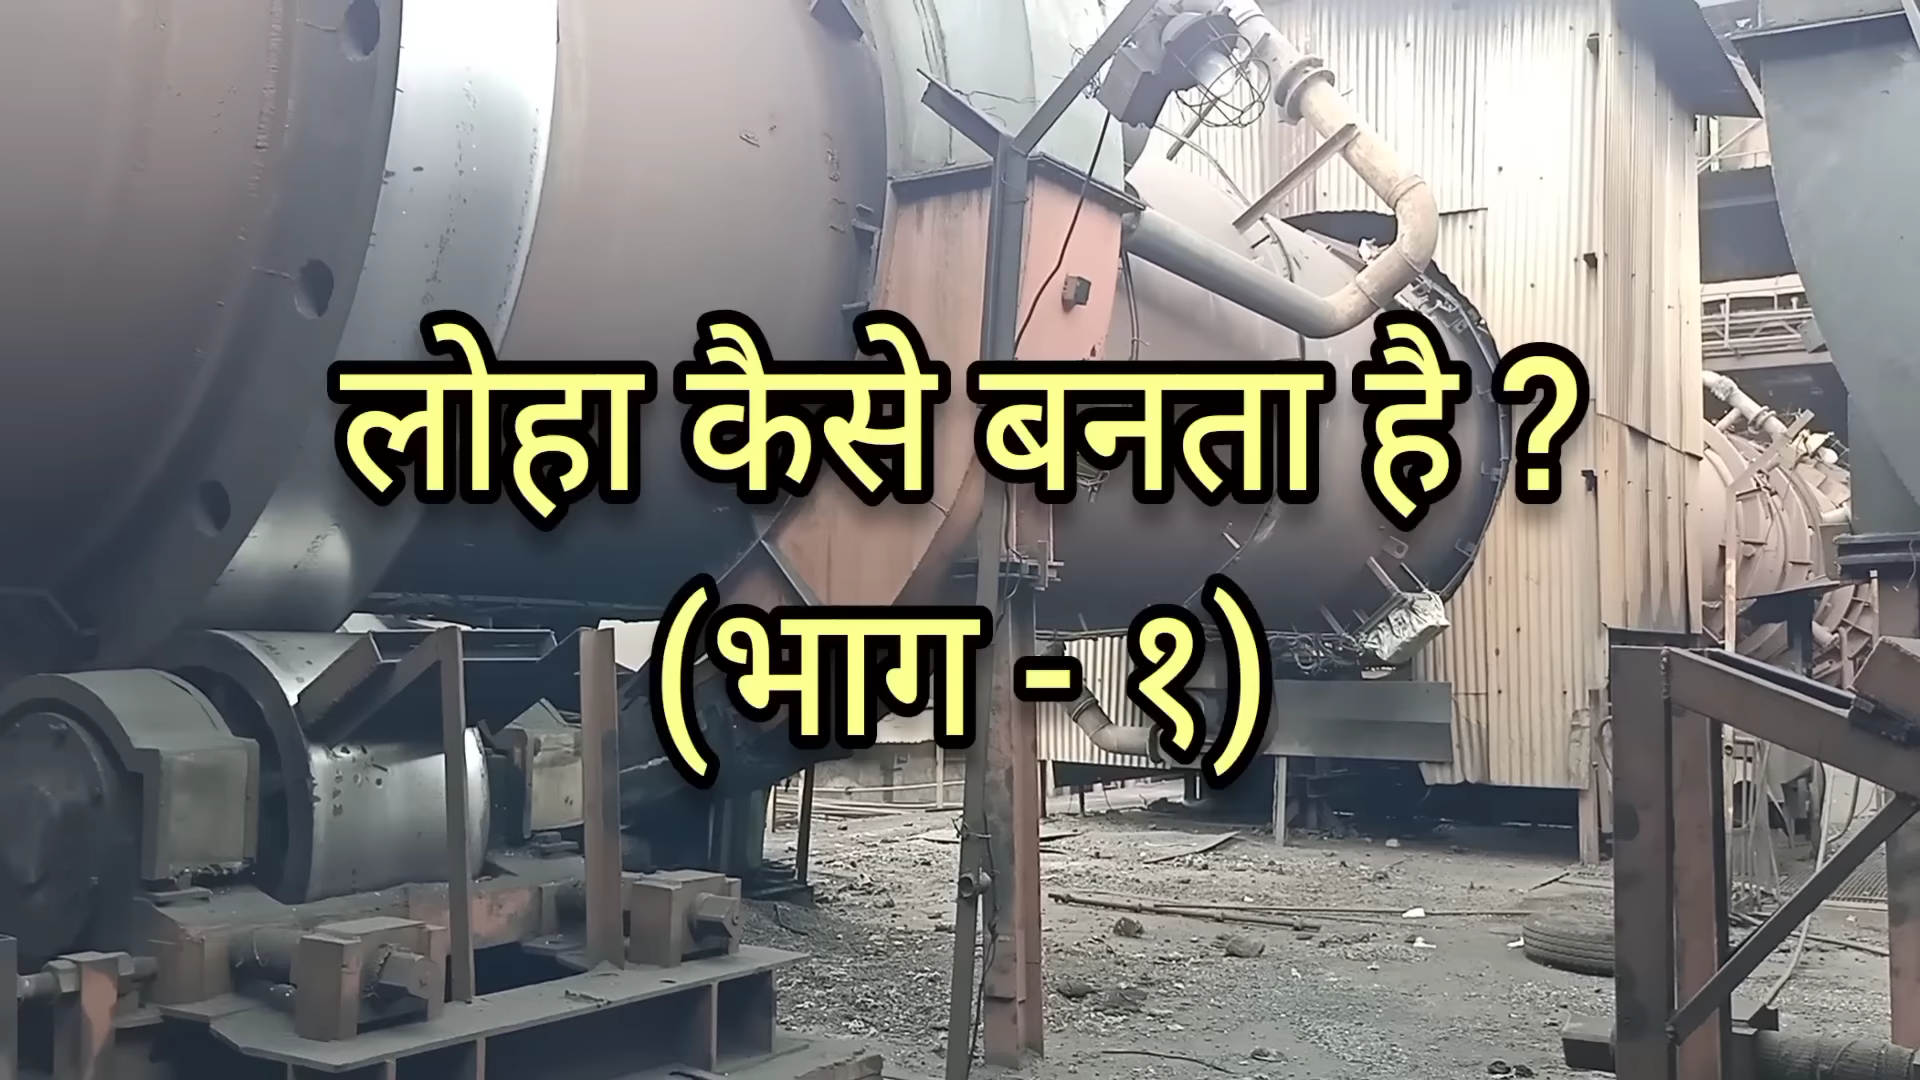 लोहा कैसे बनता है ?
(भाग - १)